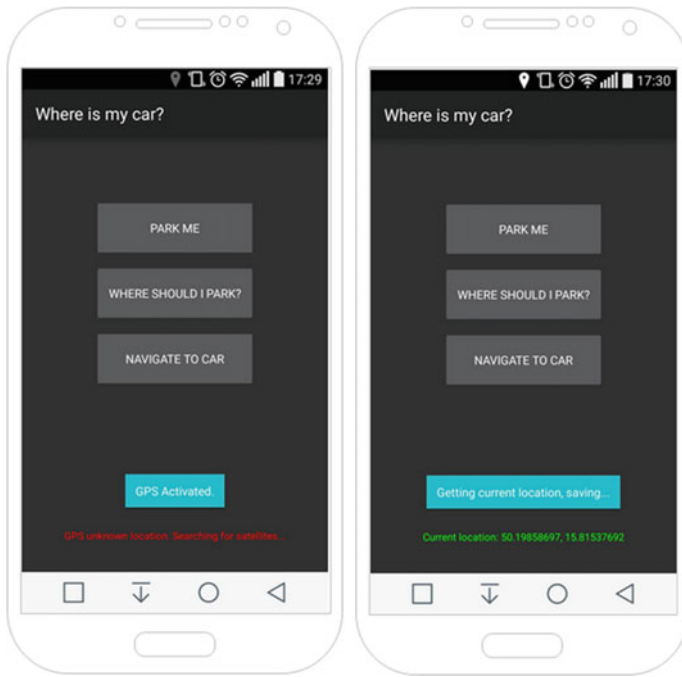 17:29
Where is my car?
PARK ME
WHERE SHOULD I PARK?
NAVIGATE TO CAR
GPS Activated.
GPS unknown location. Searching for satellites...
17:30
Where is my car?
PARK ME
WHERE SHOULD I PARK?
NAVIGATE TO CAR
Getting current location, saving...
Current location: 50.19858697, 15.81537692